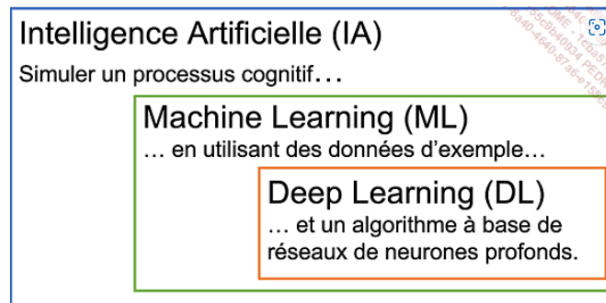 Intelligence Artificielle (IA)
Simuler un processus cognitif…
Machine Learning (ML)
… en utilisant des données d’exemple…
Deep Learning (DL)
… et un algorithme à base de
réseaux de neurones profonds.